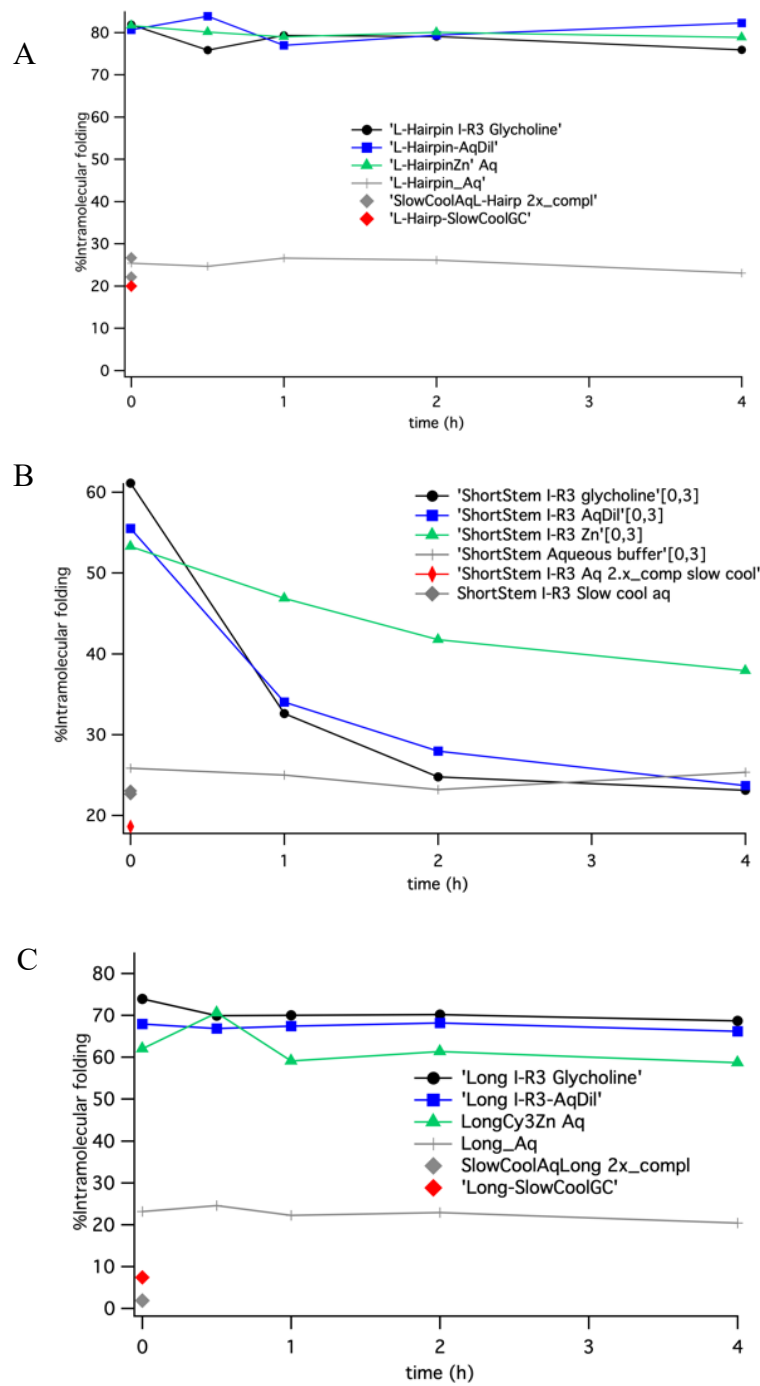 A
80
70
60
50
40
30
20
10
0
%Intramolecular folding
'L-Hairpin I-R3 Glycholine'
'L-Hairpin-AqDil'
'L-HairpinZn' Aq
'L-Hairpin_Aq'
'SlowCoolAqL-Hairp 2x_compl'
'L-Hairp-SlowCoolGC'
0 1 2 3 4
time (h)
B
60
50
40
30
20
%Intramolecular folding
'ShortStem I-R3 glycholine'[0,3]
'ShortStem I-R3 AqDil'[0,3]
'ShortStem I-R3 Zn'[0,3]
'ShortStem Aqueous buffer'[0,3]
'ShortStem I-R3 Aq 2.x_comp slow cool'
ShortStem I-R3 Slow cool aq
0 1 2 3 4
time (h)
C
80
70
60
50
40
30
20
10
0
%Intramolecular folding
'Long I-R3 Glycholine'
'Long I-R3-AqDil'
LongCy3Zn Aq
Long_Aq
SlowCoolAqLong 2x_compl
'Long-SlowCoolGC'
0 1 2 3 4
time (h)